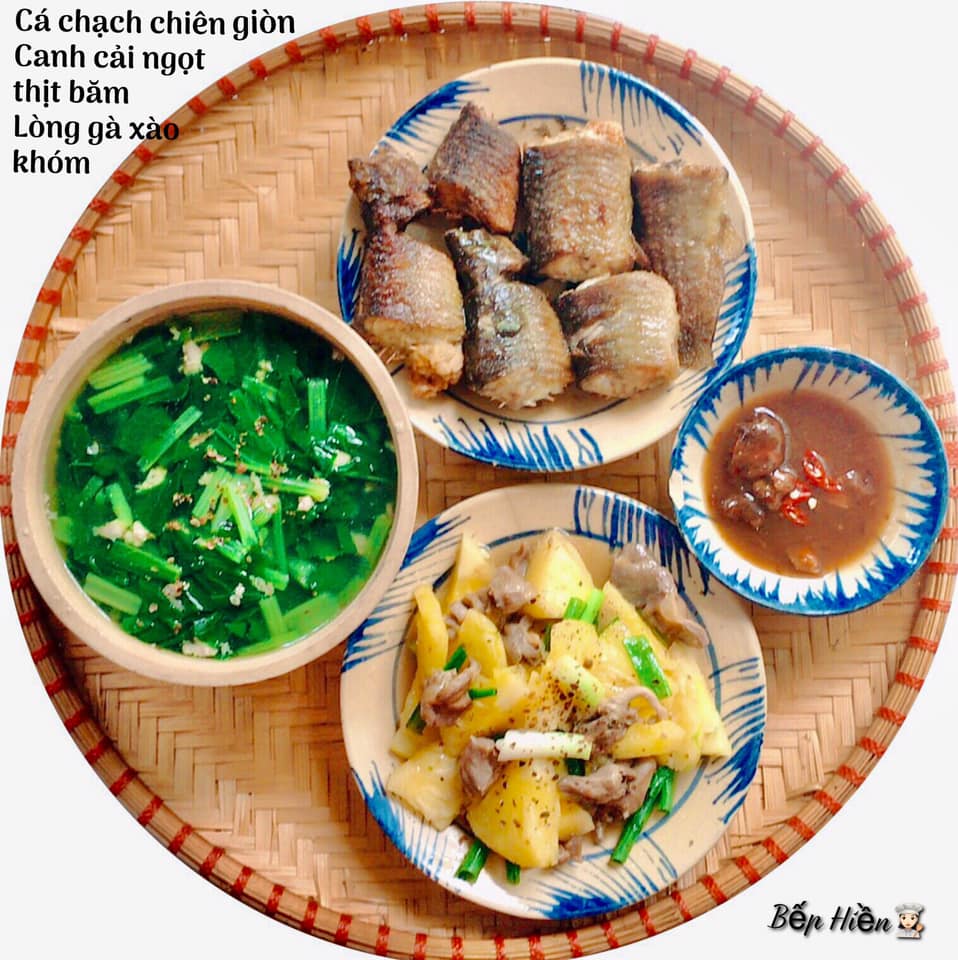 Cá chạch chiên giòn
Canh cải ngọt
thịt băm
Lòng gà xào
khóm
Bếp Hiền